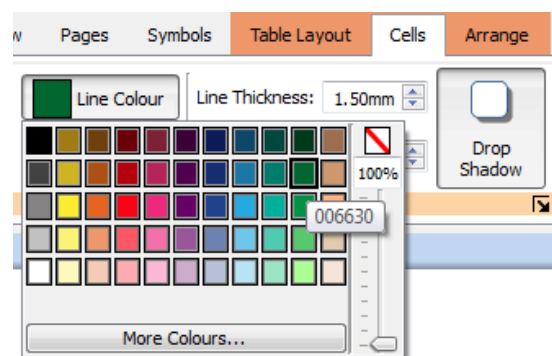 w Pages Symbols Table Layout Cells Arrange
Line Colour Line Thickness: 1.50mm
100%
Drop
Shadow
006630
More Colours...